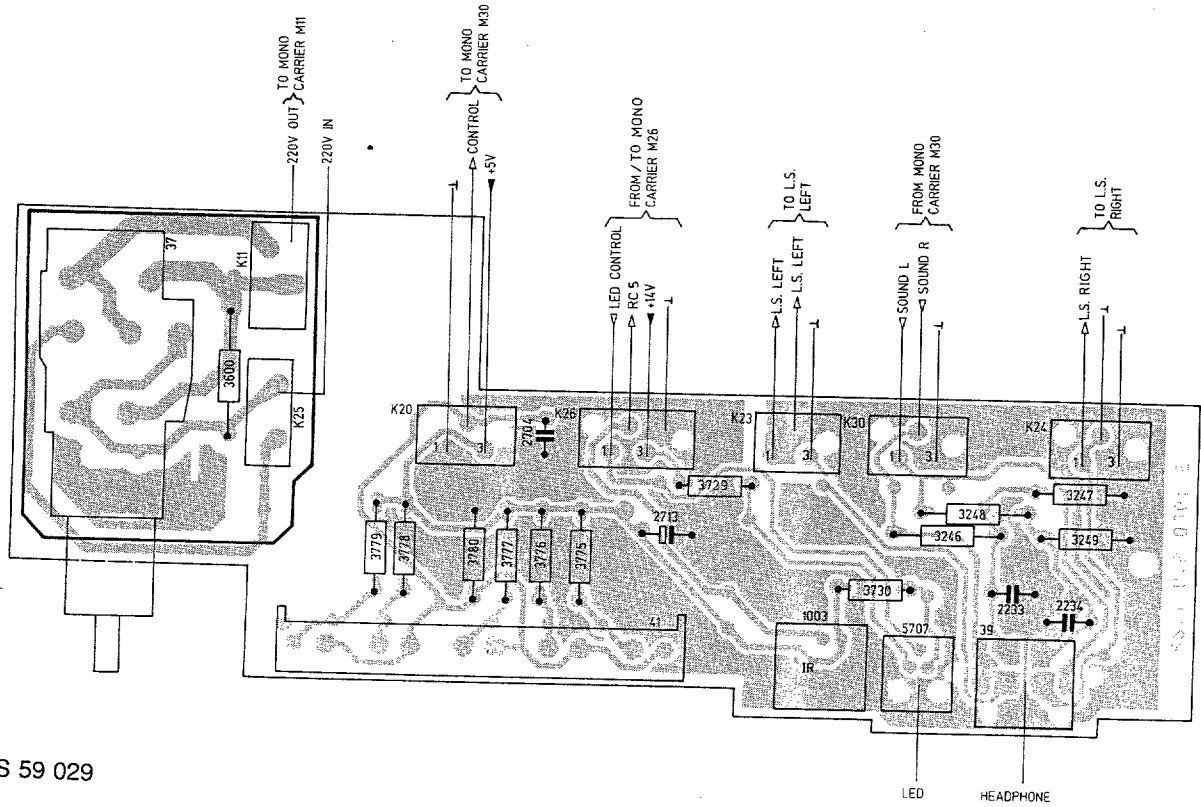 220V OUT
TO MONO
CARRIER M11
220V IN
CONTROL
TO MONO
CARRIER M30
+5V
LED CONTROL
RC 5
+14V
FROM / TO MONO
CARRIER M26
L.S. LEFT
L.S. LEFT
TO L.S.
LEFT
SOUND L
SOUND R
FROM MONO
CARRIER M30
L.S. RIGHT
TO L.S.
RIGHT
37
K11
3600
K25
K20
1
3
2704
K26
1
3
K23
1
3
K30
1
3
K24
1
3
3729
3247
3248
3246
3249
2713
3779
3778
3280
3777
3776
3775
3730
2233
2234
41
1003
IR
5707
39
LED
HEADPHONE
S 59 029